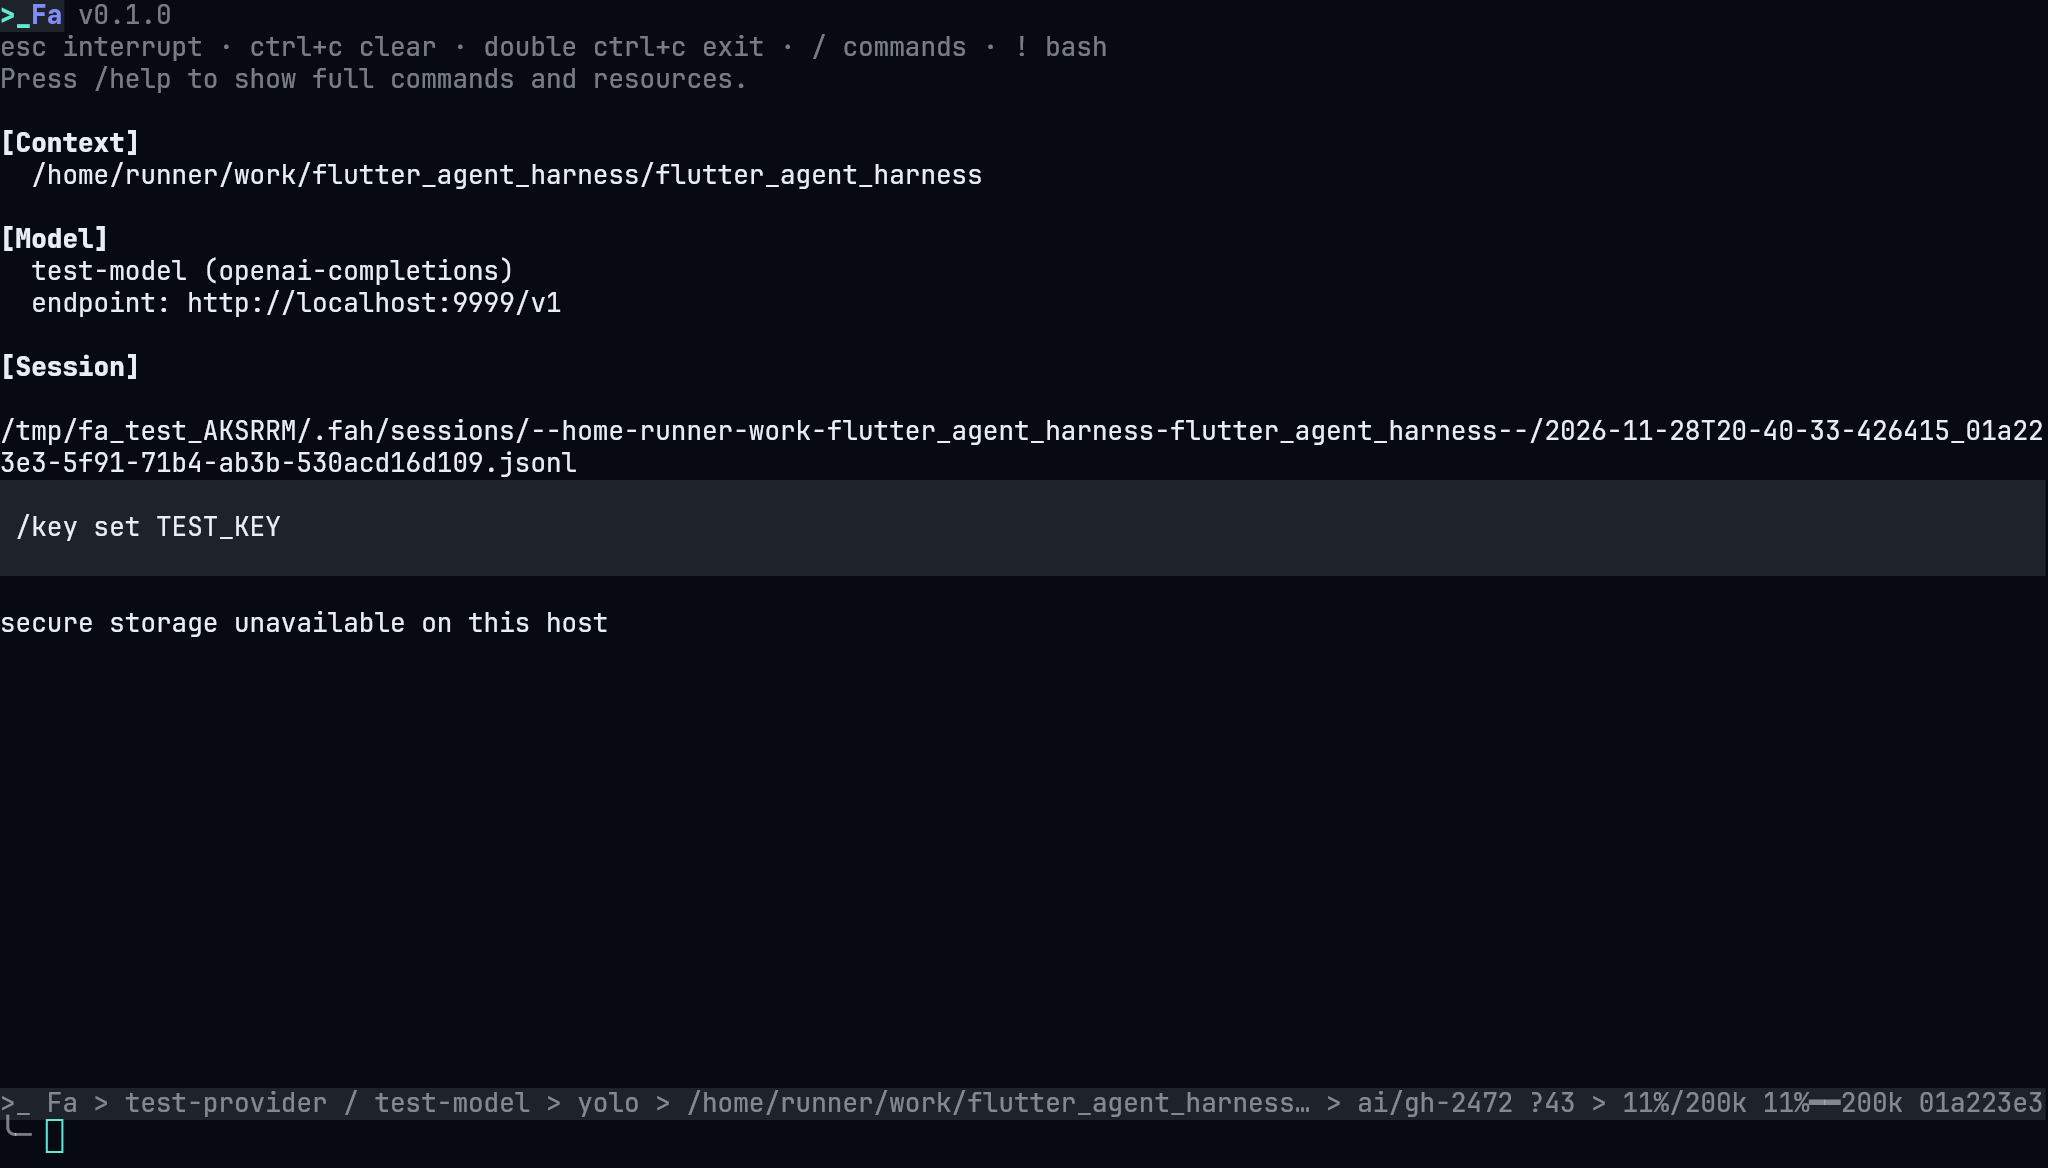 >_Fa v0.1.0
esc interrupt · ctrl+c clear · double ctrl+c exit · / commands · ! bash
Press /help to show full commands and resources.
[Context]
/home/runner/work/flutter_agent_harness/flutter_agent_harness
[Model]
test-model (openai-completions)
endpoint: http://localhost:9999/v1
[Session]
/tmp/fa_test_AKSRRM/.fah/sessions/--home-runner-work-flutter_agent_harness-flutter_agent_harness--/2026-11-28T20-40-33-426415_01a22
3e3-5f91-71b4-ab3b-530acd16d109.jsonl
/key set TEST_KEY
secure storage unavailable on this host
>_ Fa > test-provider / test-model > yolo > /home/runner/work/flutter_agent_harness… > ai/gh-2472 ?43 > 11%/200k 11%━━200k 01a223e3
╰─